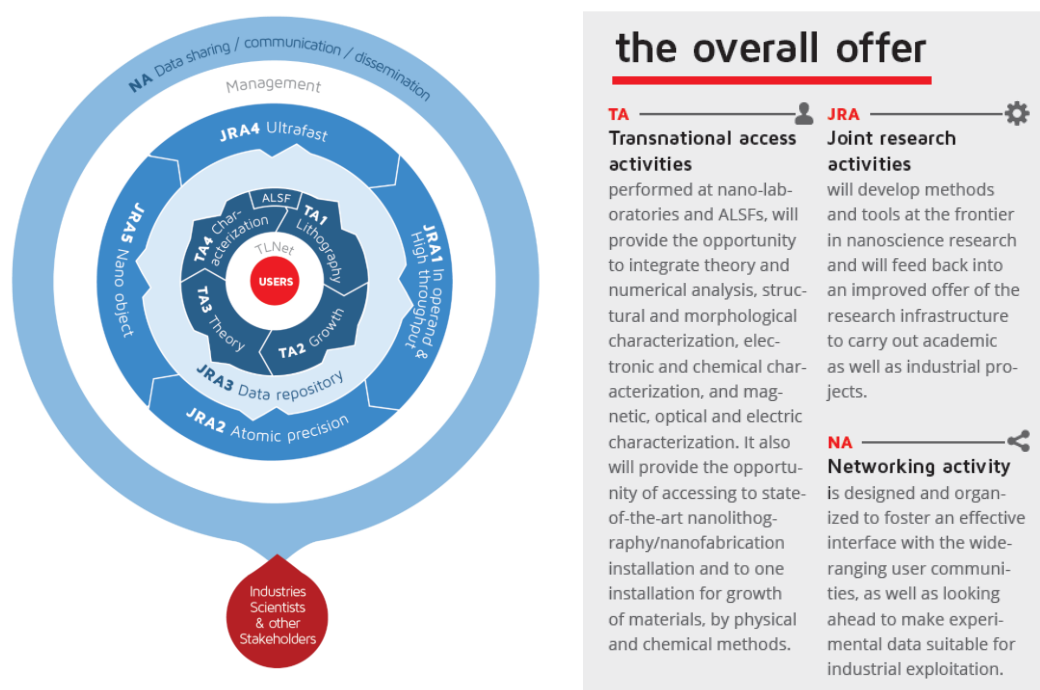 NA Data sharing / communication / dissemination
Management
JRA4 Ultrafast
JRA5 Nano object
JRA1 In operand &
High throughput
ALSF
TA1
Lithography
TA4 Char-
acterization
TLNet
USERS
TA3 Theory
TA2 Growth
JRA3 Data repository
JRA2 Atomic precision
Industries
Scientists
& other
Stakeholders
the overall offer
TA
Transnational access
activities
performed at nano-lab-
oratories and ALSFs, will
provide the opportunity
to integrate theory and
numerical analysis, struc-
tural and morphological
characterization, elec-
tronic and chemical char-
acterization, and mag-
netic, optical and electric
characterization. It also
will provide the opportu-
nity of accessing to state-
of-the-art nanolithog-
raphy/nanofabrication
installation and to one
installation for growth
of materials, by physical
and chemical methods.
JRA
Joint research
activities
will develop methods
and tools at the frontier
in nanoscience research
and will feed back into
an improved offer of the
research infrastructure
to carry out academic
as well as industrial pro-
jects.
NA
Networking activity
is designed and organ-
ized to foster an effective
interface with the wide-
ranging user communi-
ties, as well as looking
ahead to make experi-
mental data suitable for
industrial exploitation.